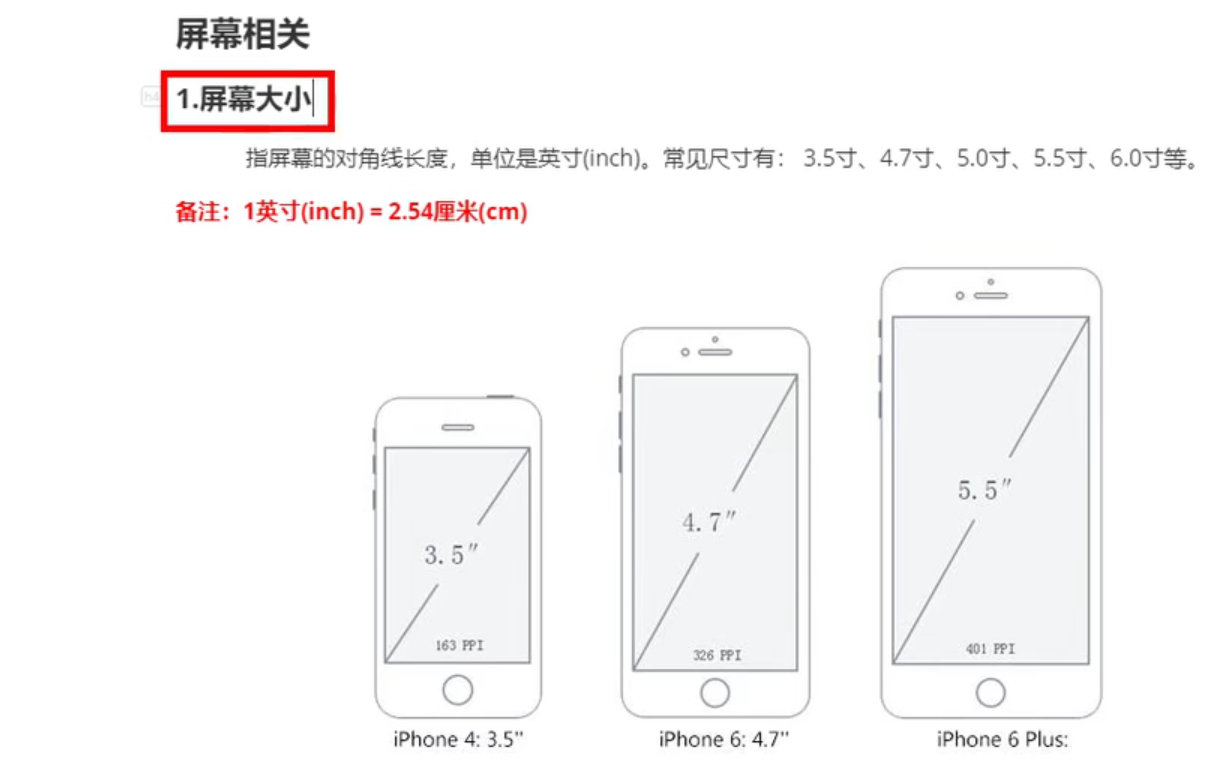 屏幕相关
h4
1.屏幕大小
指屏幕的对角线长度，单位是英寸(inch)。常见尺寸有： 3.5寸、4.7寸、5.0寸、5.5寸、6.0寸等。
备注：1英寸(inch) = 2.54厘米(cm)
3.5″
163 PPI
4.7″
326 PPI
5.5″
401 PPI
iPhone 4: 3.5"
iPhone 6: 4.7"
iPhone 6 Plus: